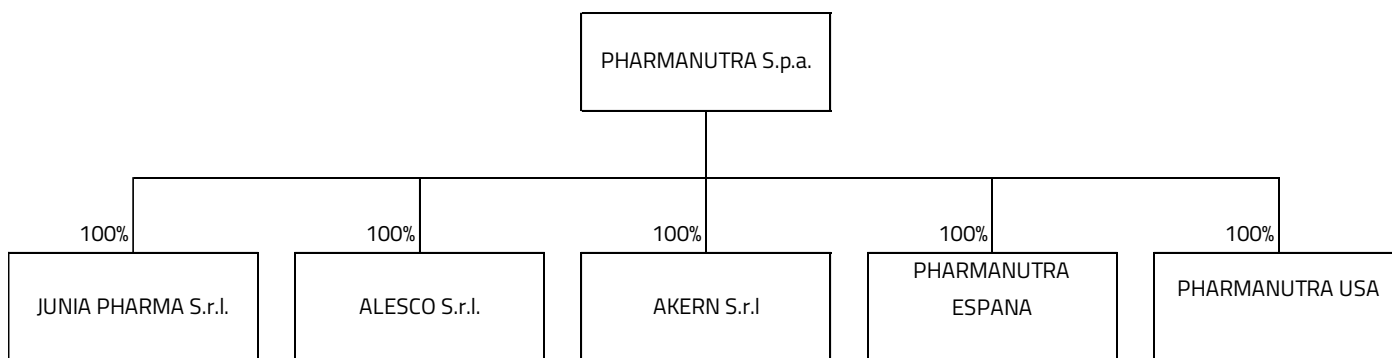 PHARMANUTRA S.p.a.
100%
100%
100%
100%
100%
JUNIA PHARMA S.r.l.
ALESCO S.r.l.
AKERN S.r.l
PHARMANUTRA
ESPANA
PHARMANUTRA USA